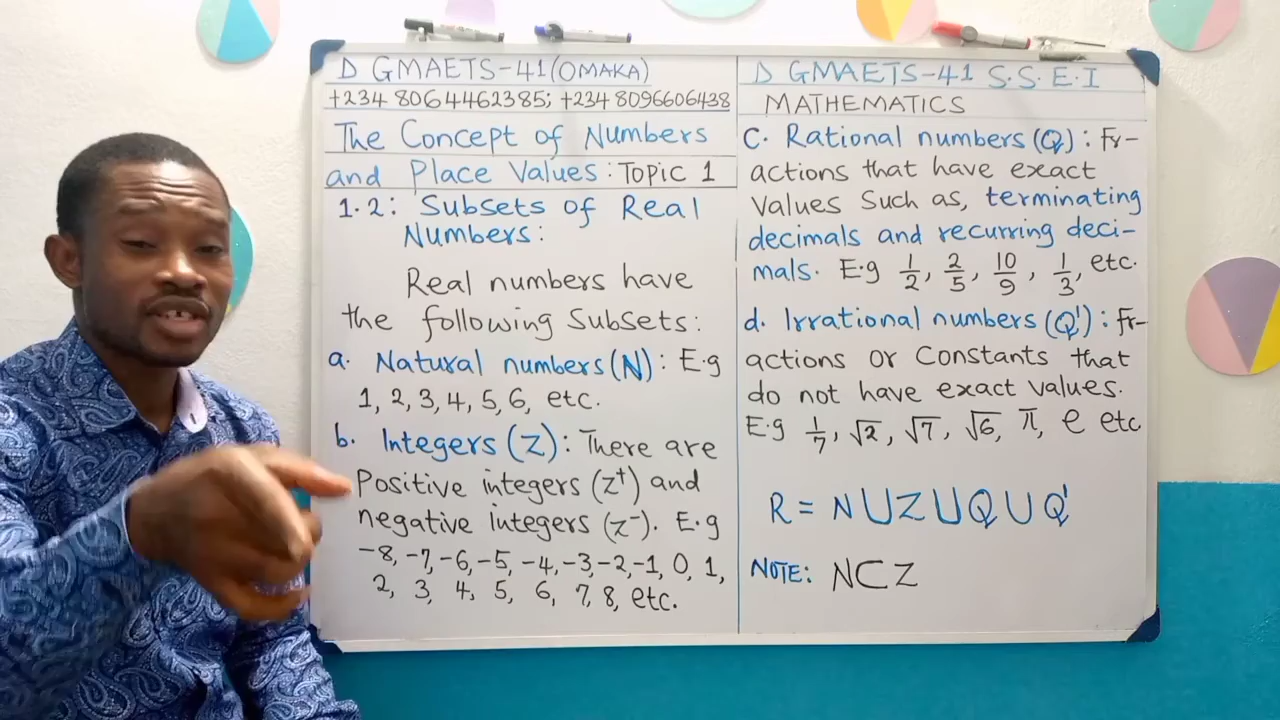 D GMAETS-41(OMAKA)
+234 8064462385; +234 8096606438
The Concept of Numbers
and Place Values: Topic 1
1.2: Subsets of Real
Numbers:
Real numbers have
the following Subsets:
a. Natural numbers (N): E.g
1, 2, 3, 4, 5, 6, etc.
b. Integers (Z): There are
Positive integers (Z⁺) and
negative integers (Z⁻). E.g
-8, -7, -6, -5, -4, -3, -2, -1, 0, 1,
2, 3, 4, 5, 6, 7, 8, etc.
D GMAETS-41 S.S.E.I
MATHEMATICS
C. Rational numbers (Q): Fr-
actions that have exact
Values Such as, terminating
decimals and recurring deci-
mals. E.g 1/2, 2/5, 10/9, 1/3, etc.
d. Irrational numbers (Q'): Fr-
actions or Constants that
do not have exact values.
E.g 1/7, √2, √7, √6, π, e etc
R = N ∪ Z ∪ Q ∪ Q'
NOTE: N ⊂ Z